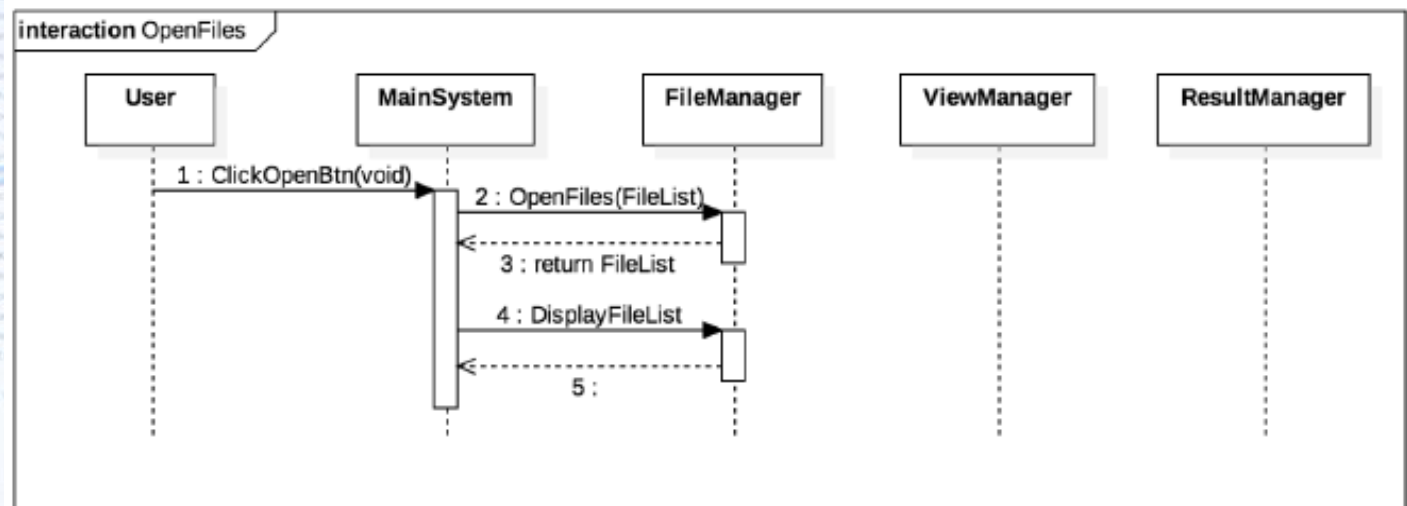 interaction OpenFiles
User
MainSystem
FileManager
ViewManager
ResultManager
1 : ClickOpenBtn(void)
2 : OpenFiles(FileList)
3 : return FileList
4 : DisplayFileList
5 :